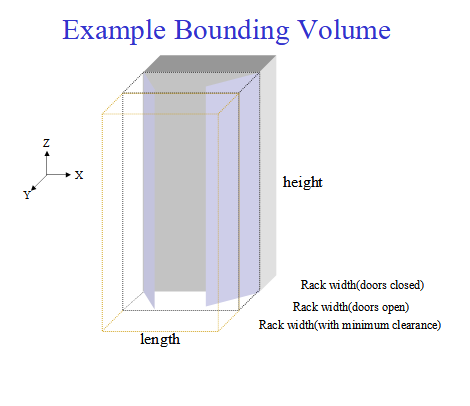 Example Bounding Volume
Z
X
Y
height
Rack width(doors closed)
Rack width(doors open)
Rack width(with minimum clearance)
length